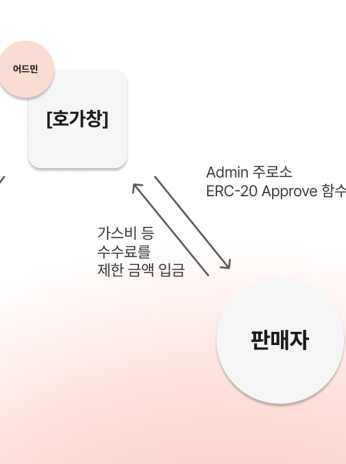 어드민
[호가창]
Admin 주로소
ERC-20 Approve 함수
가스비 등
수수료를
제한 금액 입금
판매자